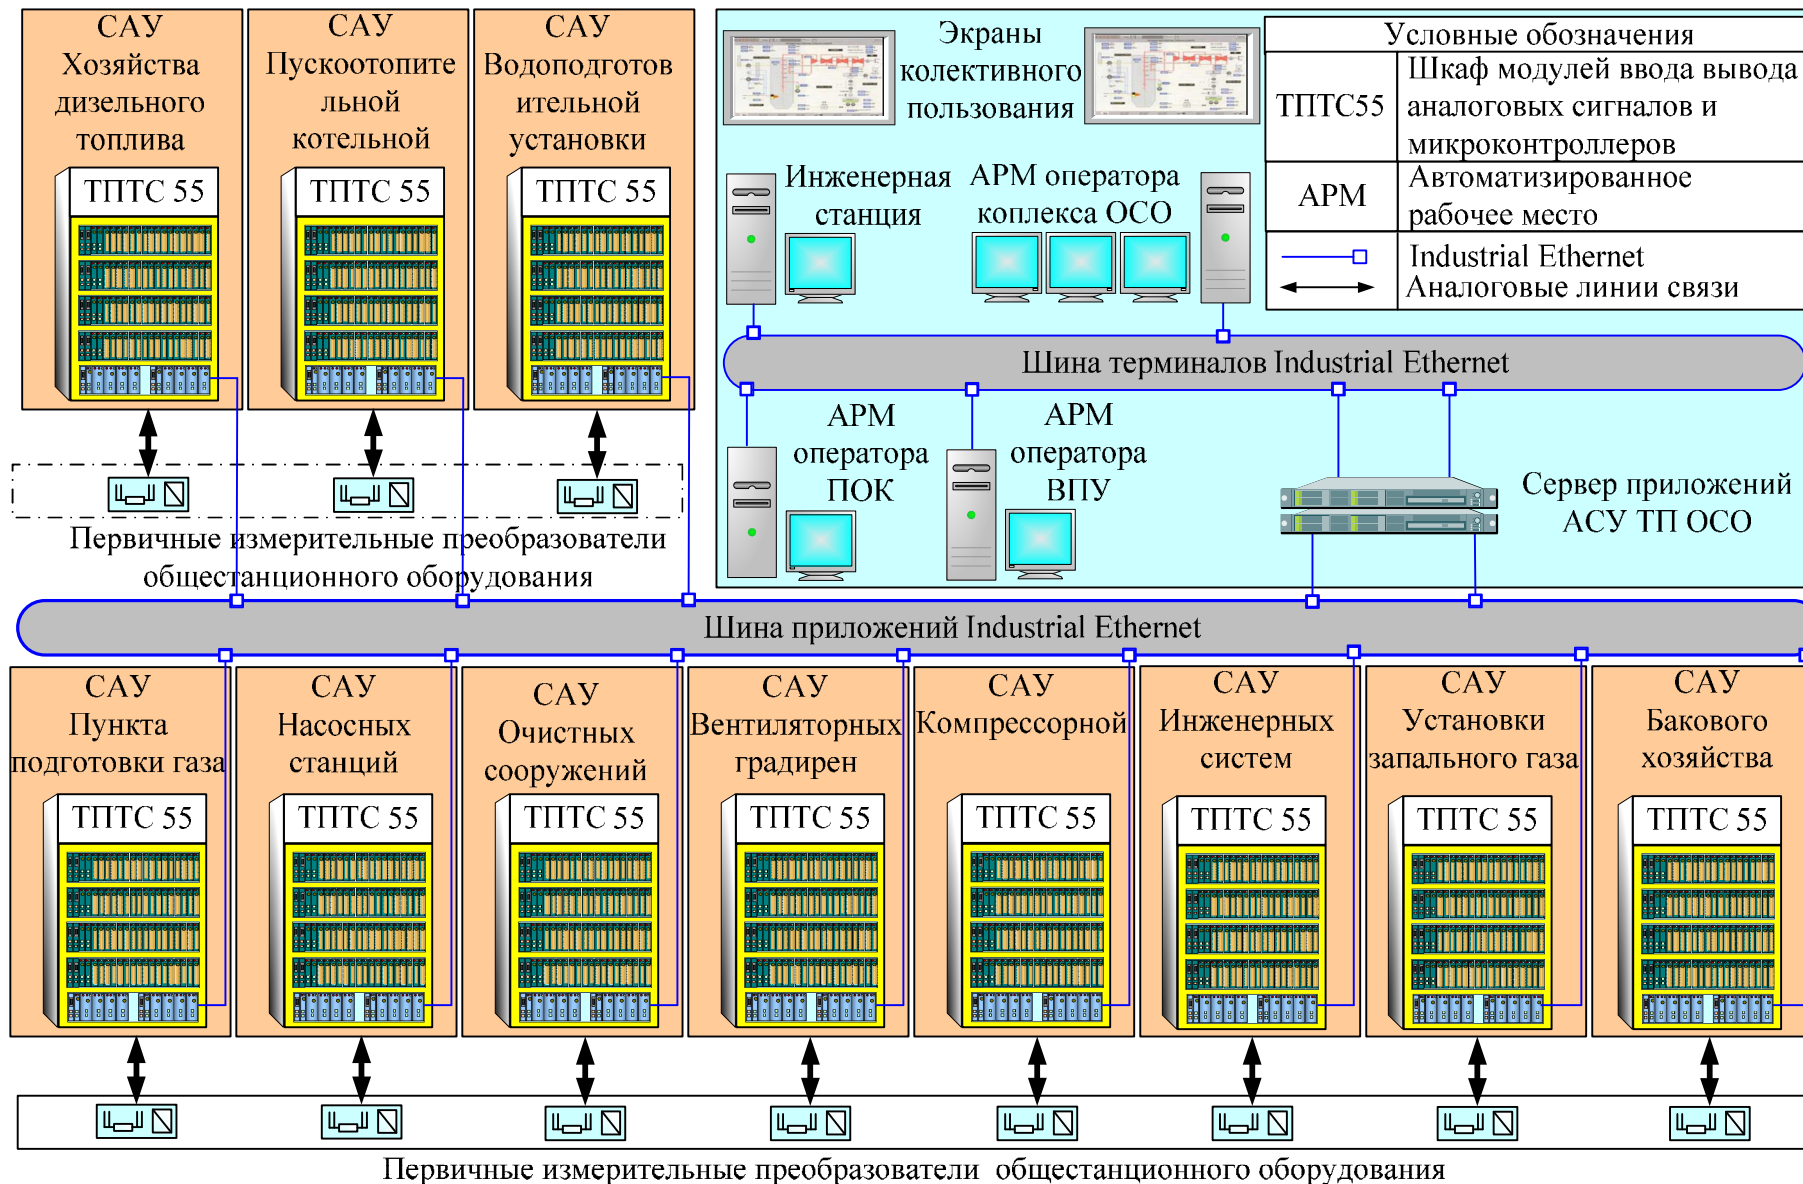 САУ
Хозяйства
дизельного
топлива
ТПТС 55
САУ
Пускоотопите
льной
котельной
ТПТС 55
САУ
Водоподготов
ительной
установки
ТПТС 55
Первичные измерительные преобразователи
общестанционного оборудования
Экраны
колективного
пользования
Условные обозначения
ТПТС55
Шкаф модулей ввода вывода
аналоговых сигналов и
микроконтроллеров
АРМ
Автоматизированное
рабочее место
Industrial Ethernet
Аналоговые линии связи
Инженерная
станция
АРМ оператора
коплекса ОСО
Шина терминалов Industrial Ethernet
АРМ
оператора
ПОК
АРМ
оператора
ВПУ
Сервер приложений
АСУ ТП ОСО
Шина приложений Industrial Ethernet
САУ
Пункта
подготовки газа
ТПТС 55
САУ
Насосных
станций
ТПТС 55
САУ
Очистных
сооружений
ТПТС 55
САУ
Вентиляторных
градирен
ТПТС 55
САУ
Компрессорной
ТПТС 55
САУ
Инженерных
систем
ТПТС 55
САУ
Установки
запального газа
ТПТС 55
САУ
Бакового
хозяйства
ТПТС 55
Первичные измерительные преобразователи общестанционного оборудования